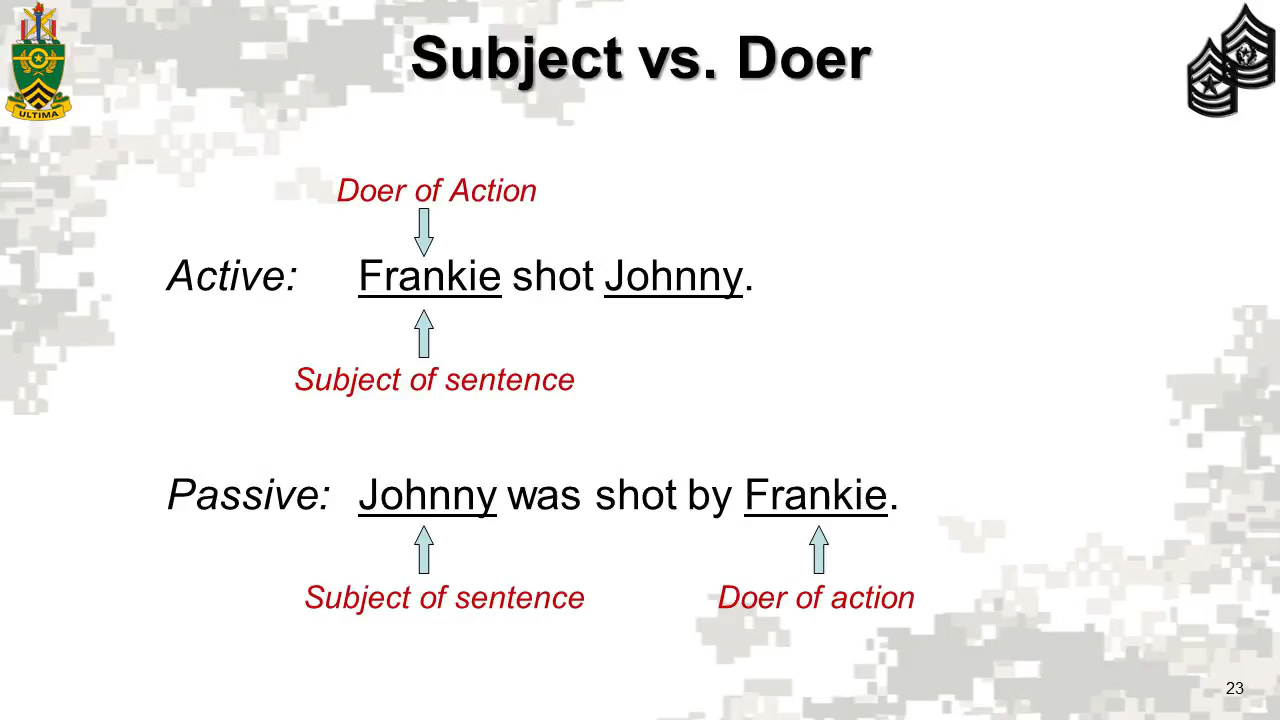 Subject vs. Doer
ULTIMA
Doer of Action
Active: Frankie shot Johnny.
Subject of sentence
Passive: Johnny was shot by Frankie.
Subject of sentence Doer of action
23